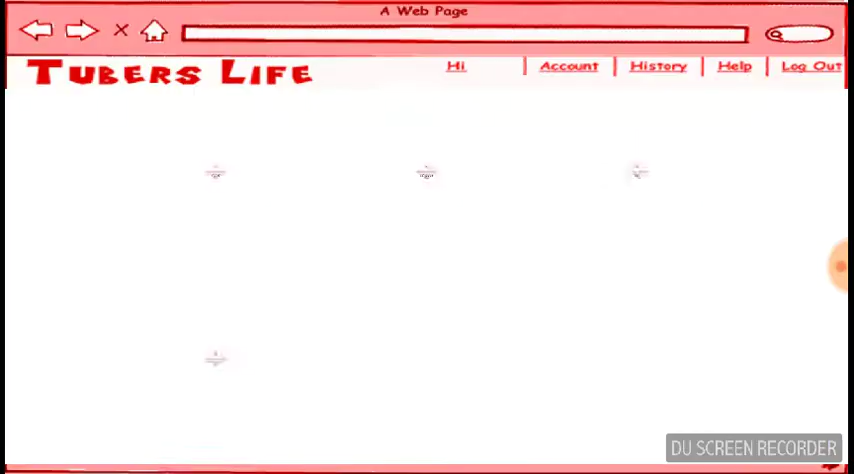 A Web Page
TUBERS LIFE
Hi | Account | History | Help | Log Out
DU SCREEN RECORDER